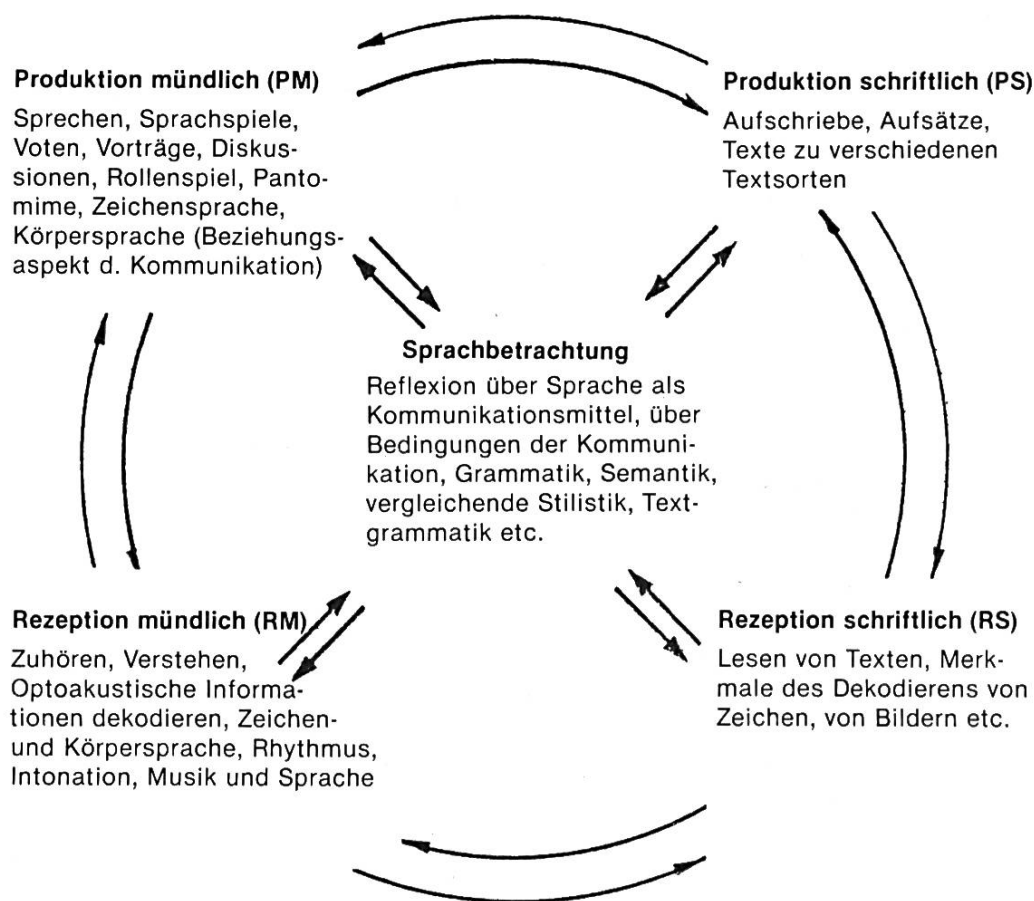 Produktion mündlich (PM)
Sprechen, Sprachspiele,
Voten, Vorträge, Diskus-
sionen, Rollenspiel, Panto-
mime, Zeichensprache,
Körpersprache (Beziehungs-
aspekt d. Kommunikation)
Produktion schriftlich (PS)
Aufschriebe, Aufsätze,
Texte zu verschiedenen
Textsorten
Sprachbetrachtung
Reflexion über Sprache als
Kommunikationsmittel, über
Bedingungen der Kommuni-
kation, Grammatik, Semantik,
vergleichende Stilistik, Text-
grammatik etc.
Rezeption mündlich (RM)
Zuhören, Verstehen,
Optoakustische Informa-
tionen dekodieren, Zeichen-
und Körpersprache, Rhythmus,
Intonation, Musik und Sprache
Rezeption schriftlich (RS)
Lesen von Texten, Merk-
male des Dekodierens von
Zeichen, von Bildern etc.